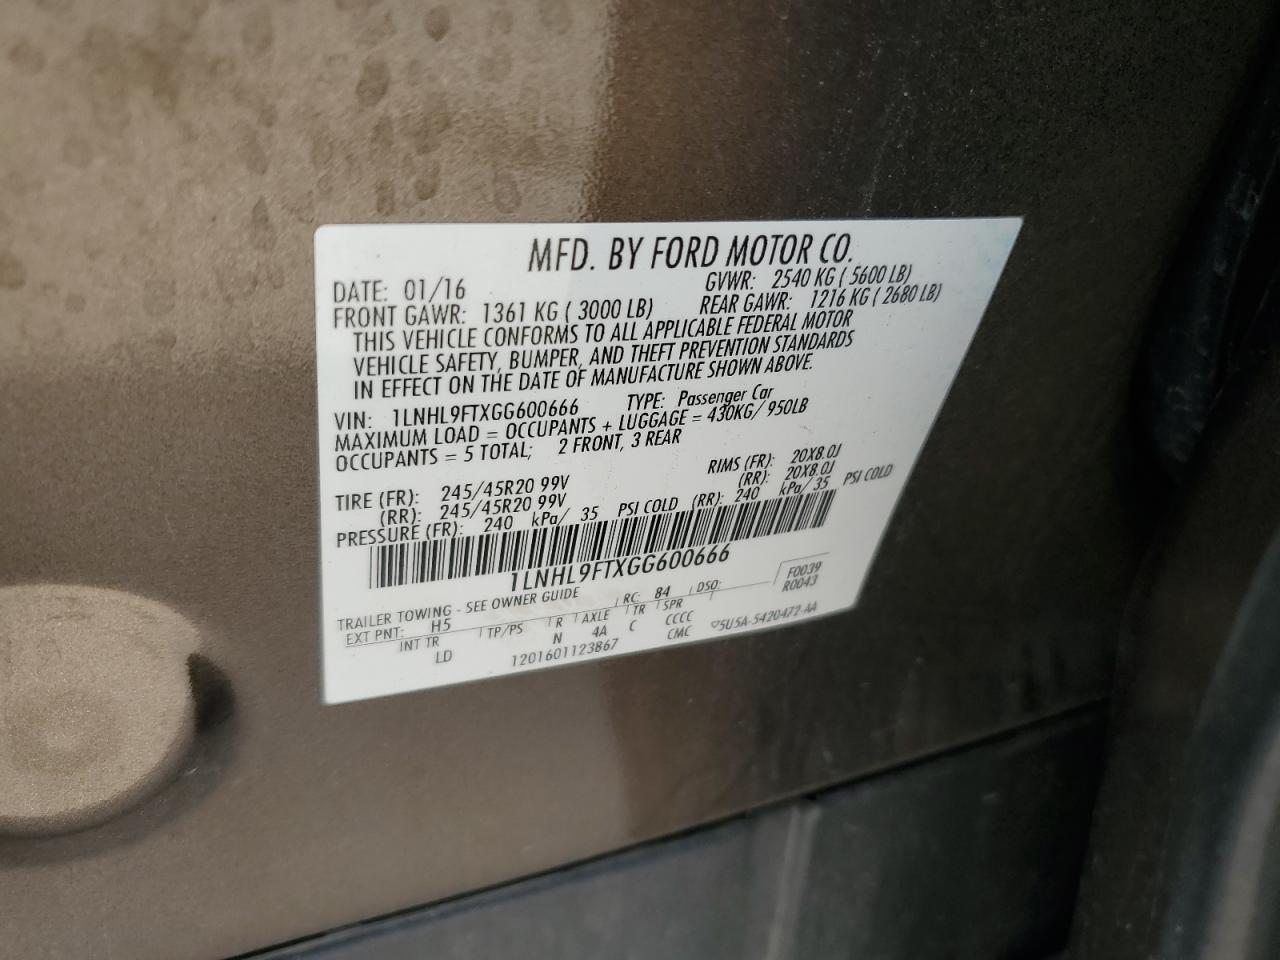 MFD. BY FORD MOTOR CO.
DATE: 01/16 GVWR: 2540 KG ( 5600 LB)
FRONT GAWR: 1361 KG ( 3000 LB) REAR GAWR: 1216 KG ( 2680 LB)
THIS VEHICLE CONFORMS TO ALL APPLICABLE FEDERAL MOTOR
VEHICLE SAFETY, BUMPER, AND THEFT PREVENTION STANDARDS
IN EFFECT ON THE DATE OF MANUFACTURE SHOWN ABOVE.
VIN: 1LNHL9FTXGG600666 TYPE: Passenger Car
MAXIMUM LOAD = OCCUPANTS + LUGGAGE = 430KG/ 950LB
OCCUPANTS = 5 TOTAL; 2 FRONT, 3 REAR
TIRE (FR): 245/45R20 99V RIMS (FR): 20X8.0J
(RR): 245/45R20 99V (RR): 20X8.0J
PRESSURE (FR): 240 kPa/ 35 PSI COLD (RR): 240 kPa/ 35 PSI COLD
1LNHL9FTXGG600666
TRAILER TOWING - SEE OWNER GUIDE F0039
EXT PNT: H5 RC: 84 DSO: R0043
INT TR TP/PS R AXLE TR SPR
LD N 4A C CCCC
CMC
1201601123867 5U5A-5420472-AA